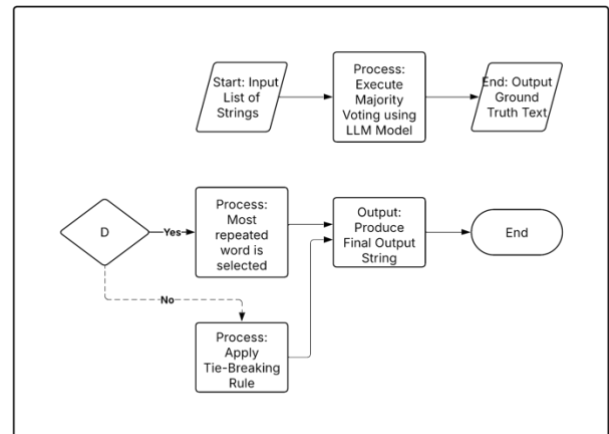 Start: Input
List of
Strings
Process:
Execute
Majority
Voting using
LLM Model
End: Output
Ground
Truth Text
D
Yes
Process:
Most
repeated
word is
selected
Output:
Produce
Final Output
String
End
No
Process:
Apply
Tie-Breaking
Rule